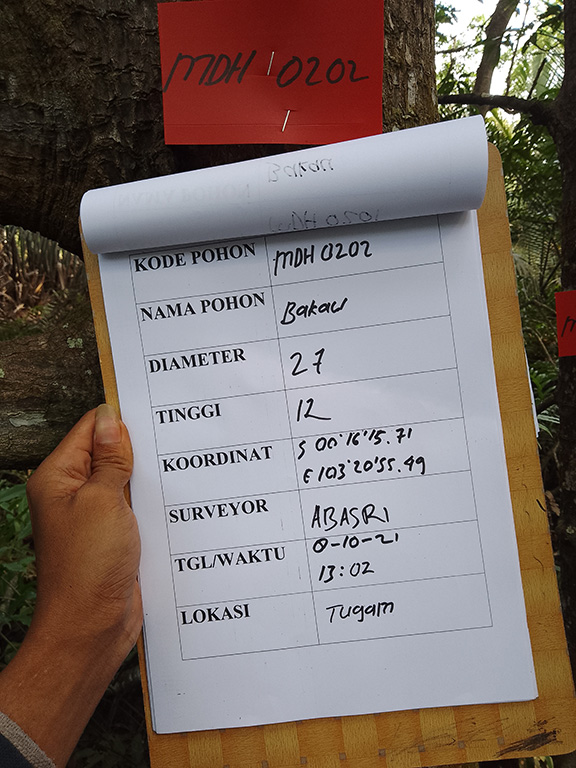 MDH 0202
KODE POHON MDH 0202
NAMA POHON Bakau
DIAMETER 27
TINGGI 12
KOORDINAT S 00°16'15.71
E 103°20'55.49
SURVEYOR ABASRI
TGL/WAKTU 0-10-21
13:02
LOKASI Tugam